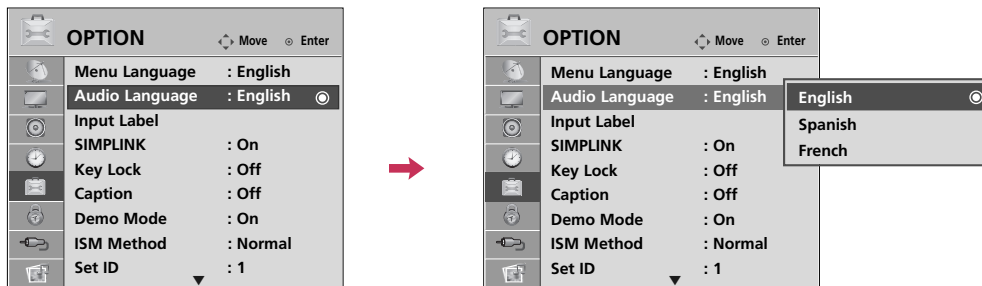 OPTION
Move Enter
Menu Language : English
Audio Language : English
Input Label
SIMPLINK : On
Key Lock : Off
Caption : Off
Demo Mode : On
ISM Method : Normal
Set ID : 1
OPTION
Move Enter
Menu Language : English
Audio Language : English
Input Label
SIMPLINK : On
Key Lock : Off
Caption : Off
Demo Mode : On
ISM Method : Normal
Set ID : 1
English
Spanish
French